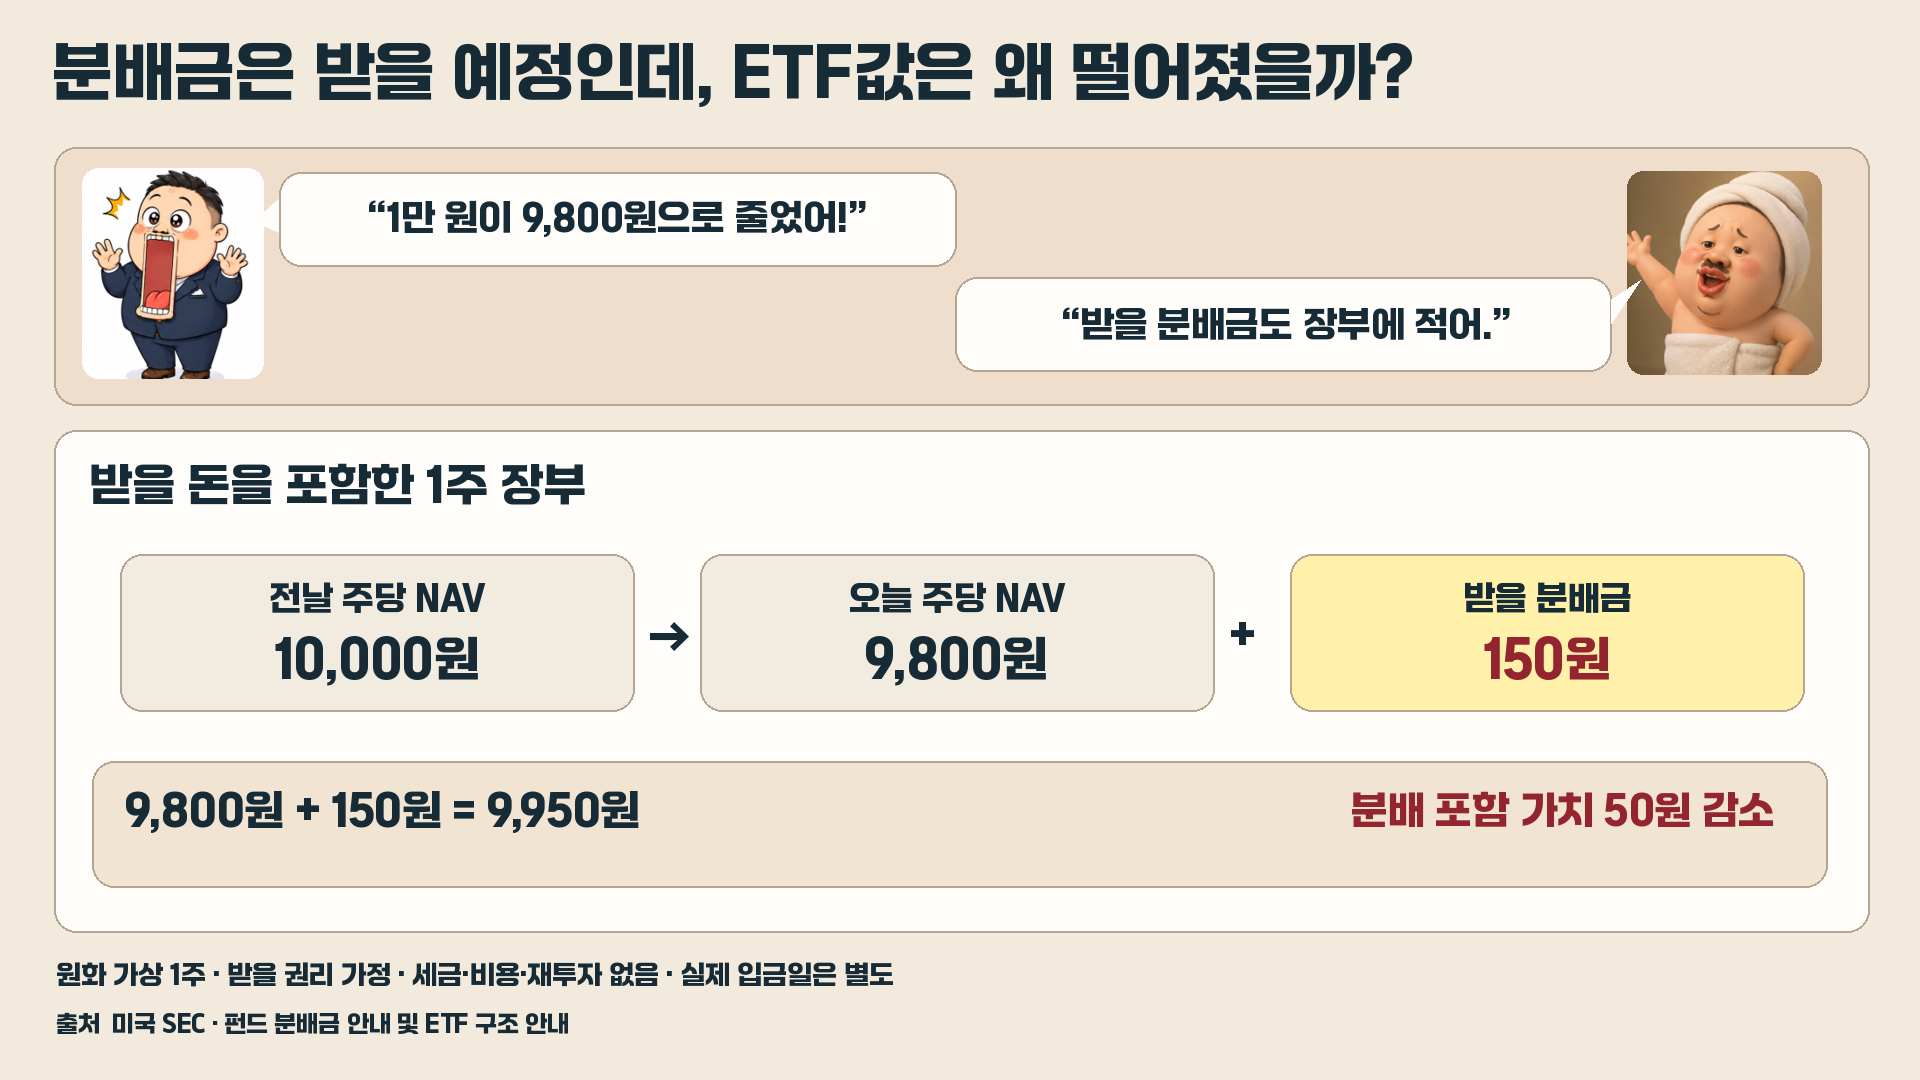 분배금은 받을 예정인데, ETF값은 왜 떨어졌을까?
“1만 원이 9,800원으로 줄었어!”
“받을 분배금도 장부에 적어.”
받을 돈을 포함한 1주 장부
전날 주당 NAV
10,000원
→
오늘 주당 NAV
9,800원
+
받을 분배금
150원
9,800원 + 150원 = 9,950원
분배 포함 가치 50원 감소
원화 가상 1주 · 받을 권리 가정 · 세금·비용·재투자 없음 · 실제 입금일은 별도
출처 미국 SEC · 펀드 분배금 안내 및 ETF 구조 안내